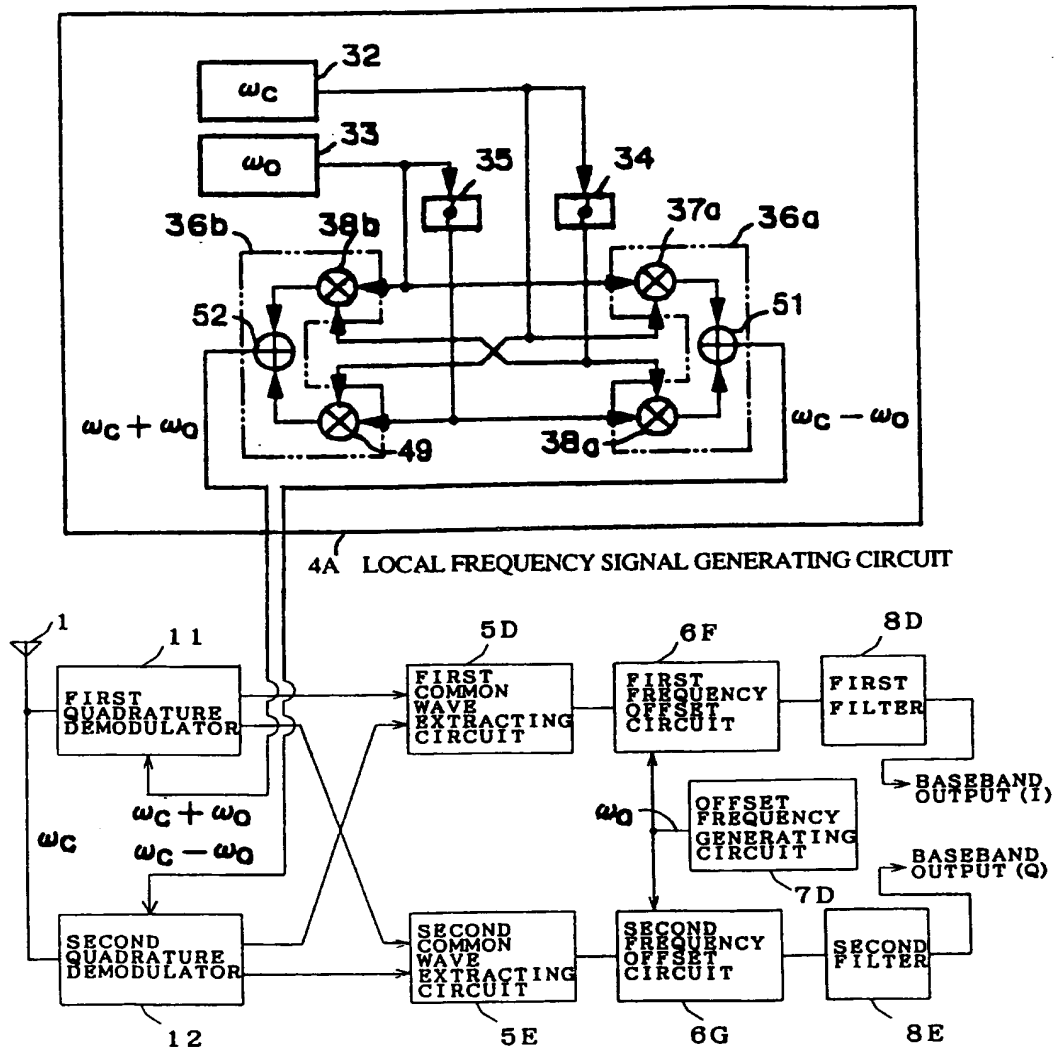 32
ωC
33
ωO
35
34
36b
38b
37a
36a
52
51
ωC + ωO
49
38a
ωC − ωO
4A LOCAL FREQUENCY SIGNAL GENERATING CIRCUIT
1
11
FIRST
QUADRATURE
DEMODULATOR
5D
FIRST
COMMON
WAVE
EXTRACTING
CIRCUIT
6F
FIRST
FREQUENCY
OFFSET
CIRCUIT
8D
FIRST
FILTER
BASEBAND
OUTPUT (I)
ωC
ωC + ωO
ωC − ωO
ωO
OFFSET
FREQUENCY
GENERATING
CIRCUIT
7D
BASEBAND
OUTPUT (Q)
SECOND
QUADRATURE
DEMODULATOR
12
SECOND
COMMON
WAVE
EXTRACTING
CIRCUIT
5E
SECOND
FREQUENCY
OFFSET
CIRCUIT
6G
SECOND
FILTER
8E